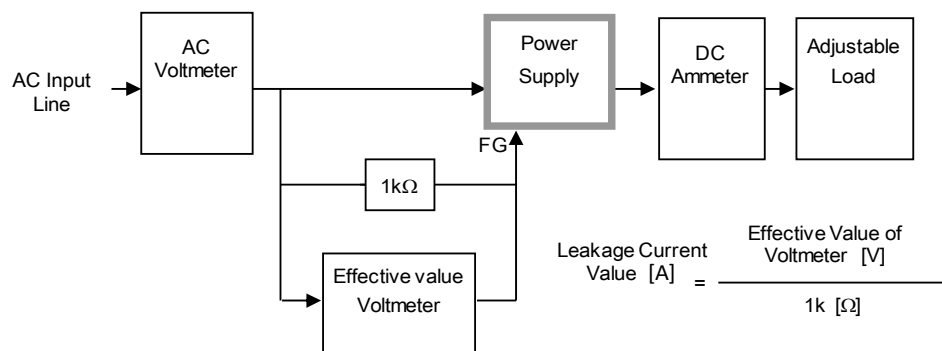 AC Input
Line
AC
Voltmeter
Power
Supply
DC
Ammeter
Adjustable
Load
FG
1kΩ
Effective value
Voltmeter
Leakage Current
Value [A]
=
Effective Value of
Voltmeter [V]
1k [Ω]